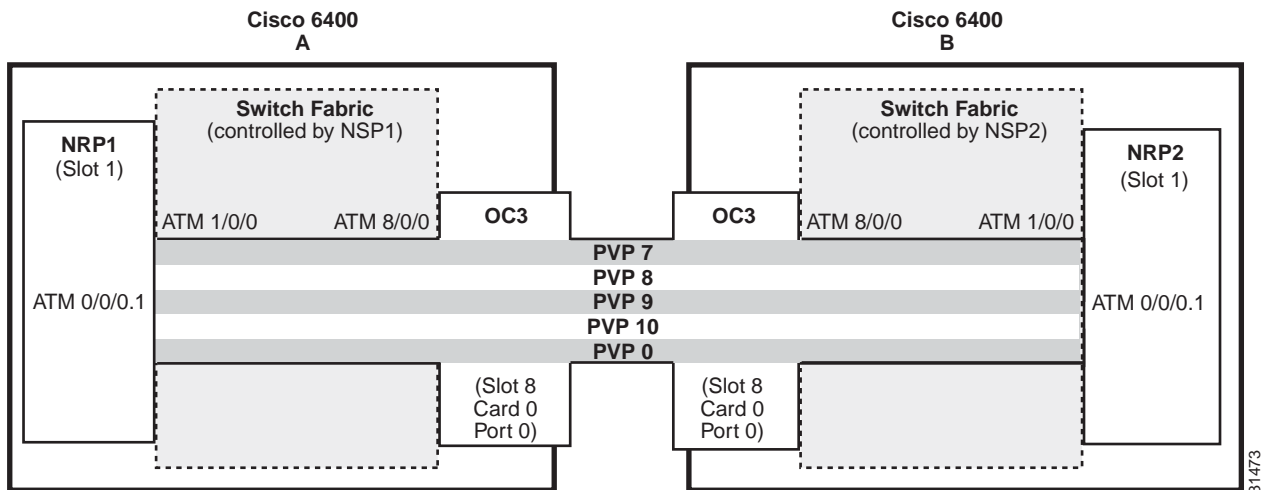 Cisco 6400
A
Cisco 6400
B
Switch Fabric
(controlled by NSP1)
Switch Fabric
(controlled by NSP2)
NRP1
(Slot 1)
NRP2
(Slot 1)
ATM 1/0/0
ATM 8/0/0
OC3
OC3
ATM 8/0/0
ATM 1/0/0
PVP 7
PVP 8
ATM 0/0/0.1
PVP 9
ATM 0/0/0.1
PVP 10
PVP 0
(Slot 8
Card 0
Port 0)
(Slot 8
Card 0
Port 0)